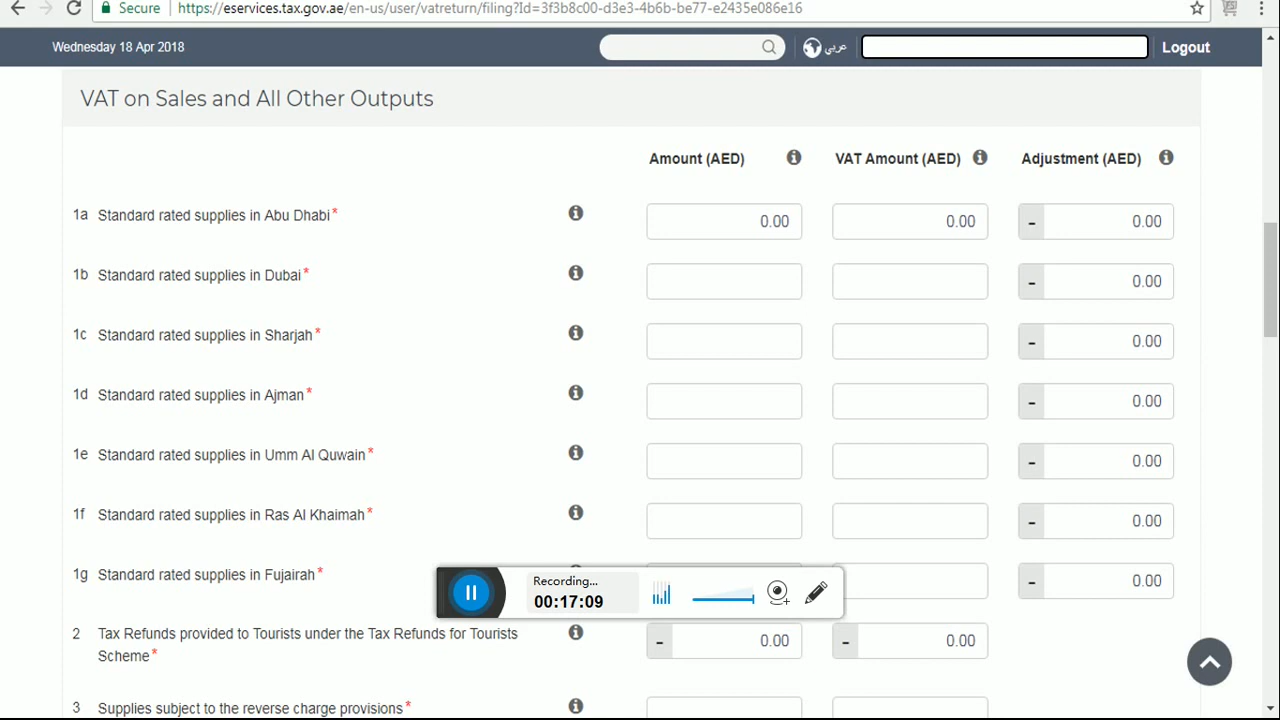 Secure https://eservices.tax.gov.ae/en-us/user/vatreturn/filing?Id=3f3b8c00-d3e3-4b6b-be77-e2435e086e16
Wednesday 18 Apr 2018 عربي Logout
VAT on Sales and All Other Outputs
Amount (AED) VAT Amount (AED) Adjustment (AED)
1a Standard rated supplies in Abu Dhabi* 0.00 0.00 - 0.00
1b Standard rated supplies in Dubai* - 0.00
1c Standard rated supplies in Sharjah* - 0.00
1d Standard rated supplies in Ajman* - 0.00
1e Standard rated supplies in Umm Al Quwain* - 0.00
1f Standard rated supplies in Ras Al Khaimah* - 0.00
1g Standard rated supplies in Fujairah* - 0.00
Recording...
00:17:09
2 Tax Refunds provided to Tourists under the Tax Refunds for Tourists - 0.00 - 0.00
Scheme*
3 Supplies subject to the reverse charge provisions*